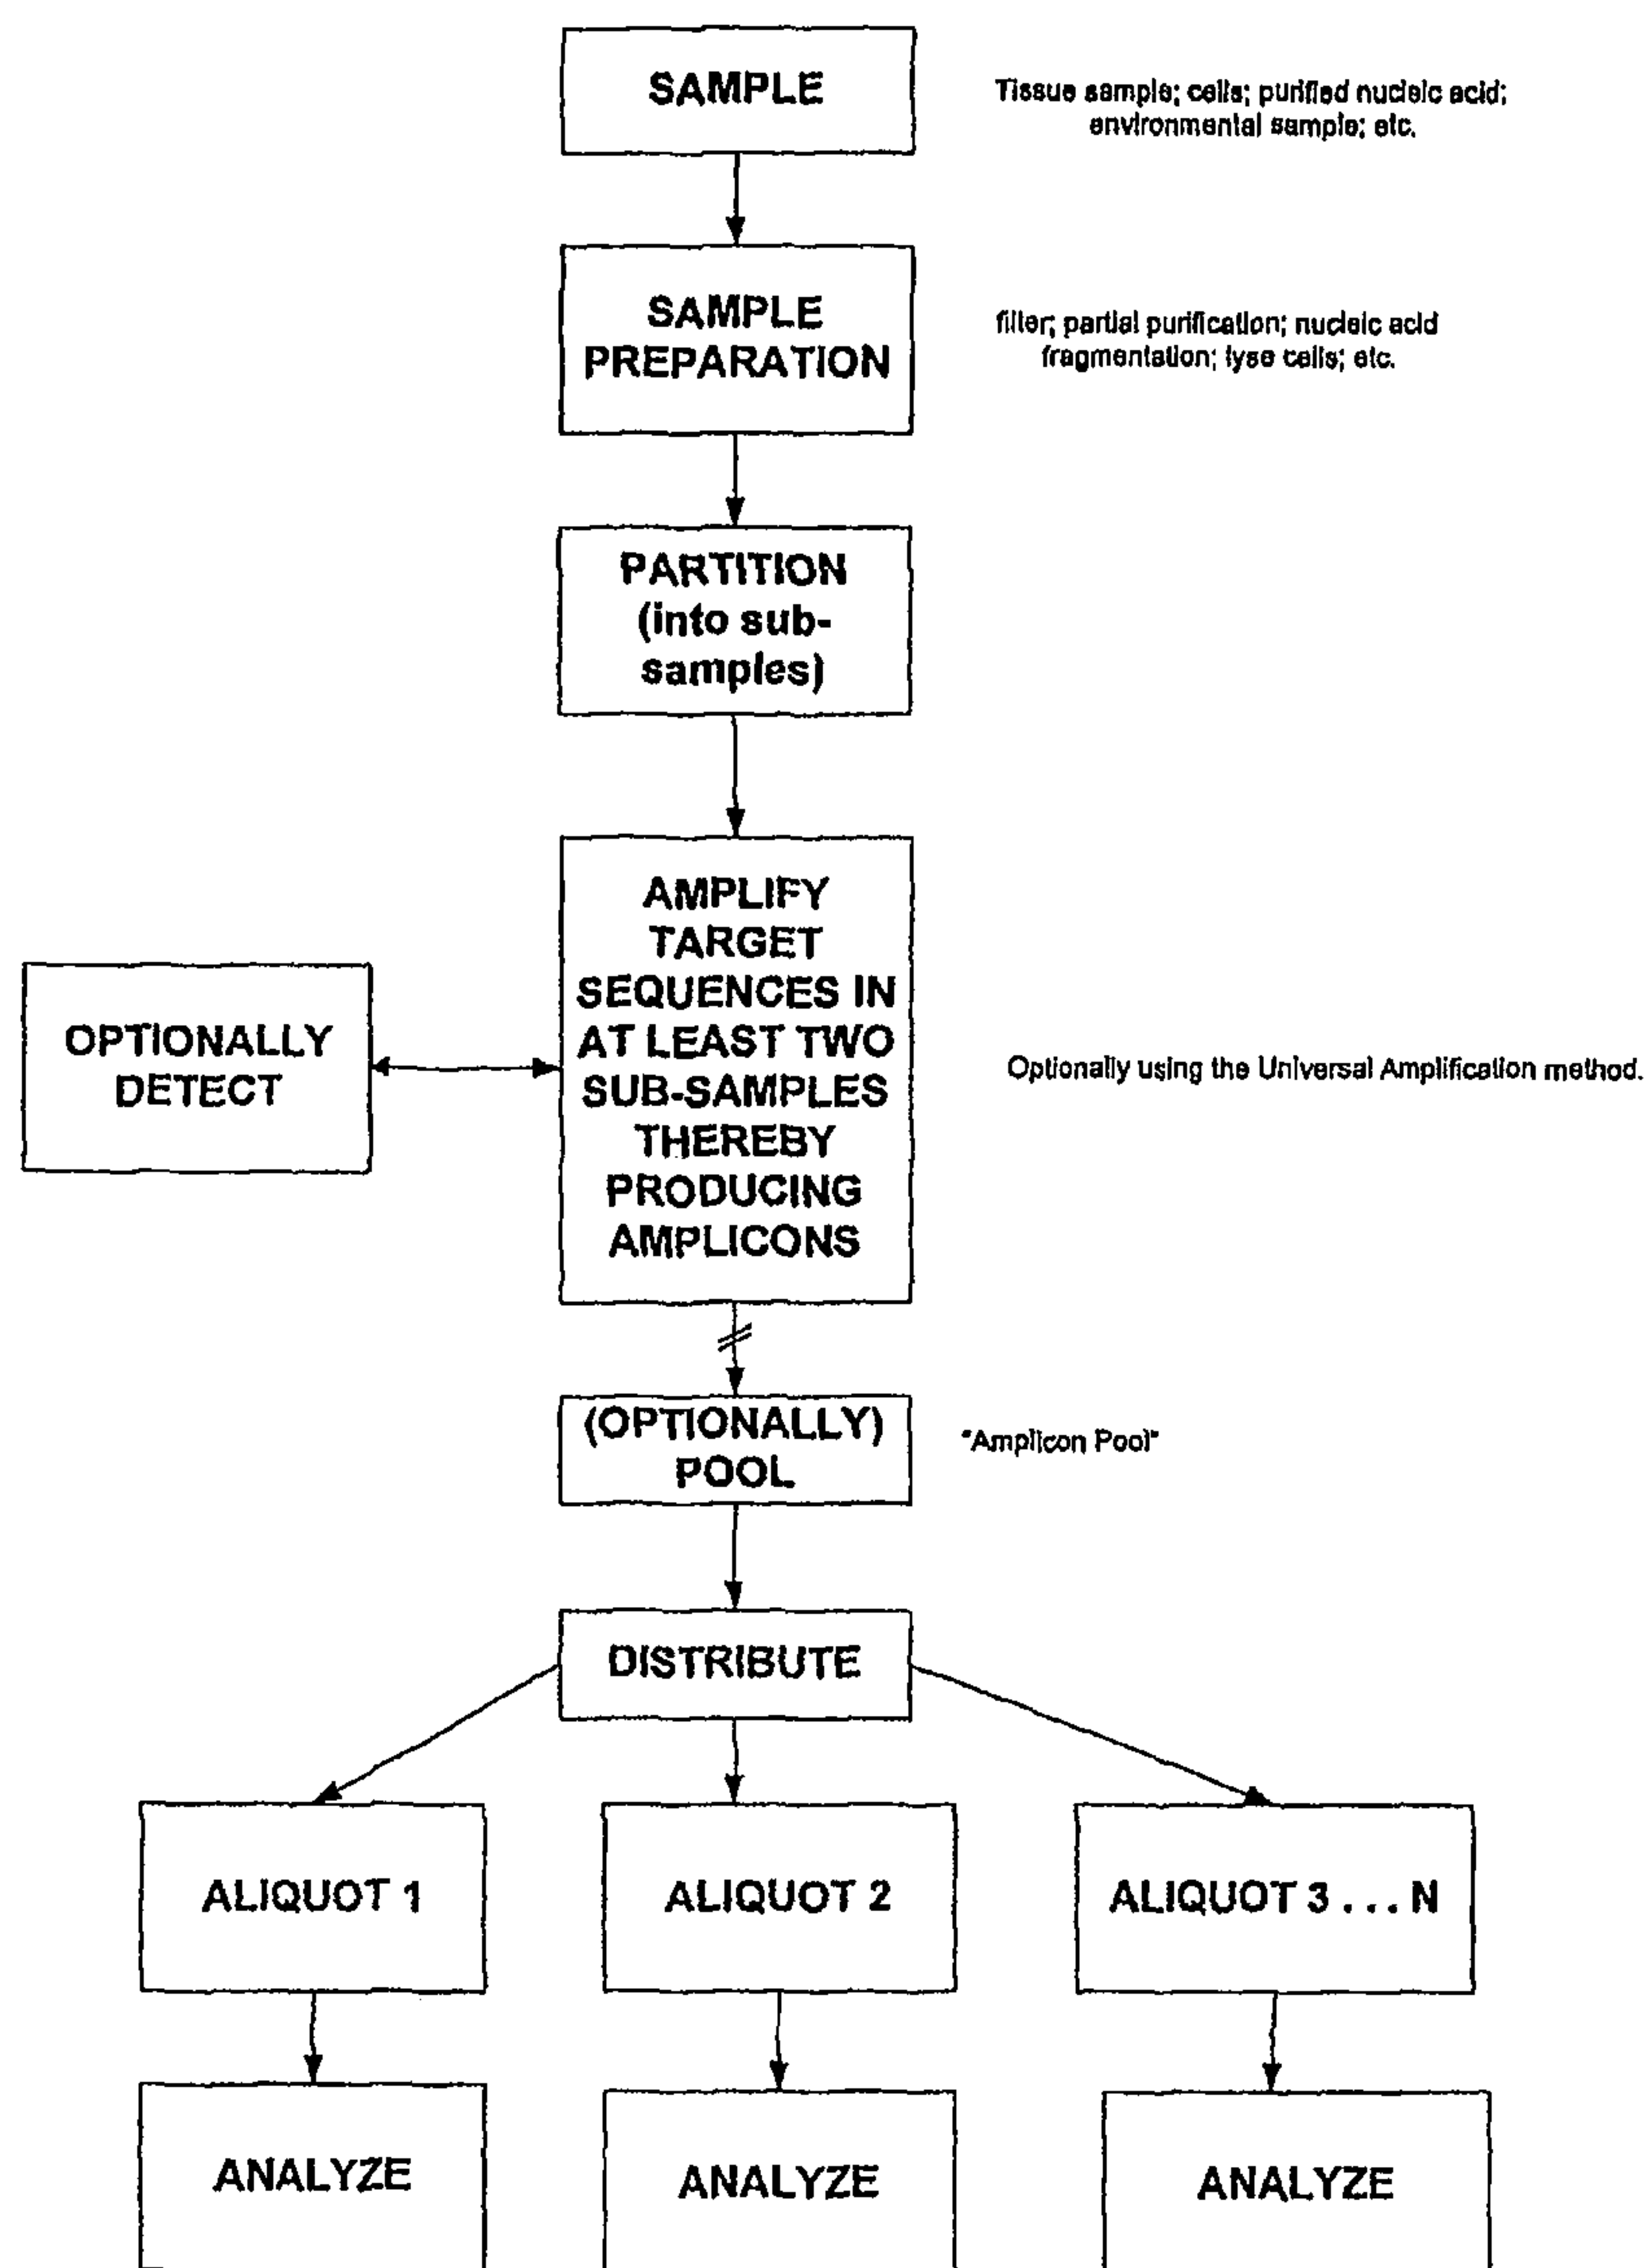 SAMPLE
Tissue sample; cells; purified nucleic acid;
environmental sample; etc.
SAMPLE
PREPARATION
filter; partial purification; nucleic acid
fragmentation; lyse cells; etc.
PARTITION
(into sub-
samples)
AMPLIFY
TARGET
SEQUENCES IN
AT LEAST TWO
SUB-SAMPLES
THEREBY
PRODUCING
AMPLICONS
OPTIONALLY
DETECT
Optionally using the Universal Amplification method.
(OPTIONALLY)
POOL
"Amplicon Pool"
DISTRIBUTE
ALIQUOT 1
ALIQUOT 2
ALIQUOT 3 . . . N
ANALYZE
ANALYZE
ANALYZE